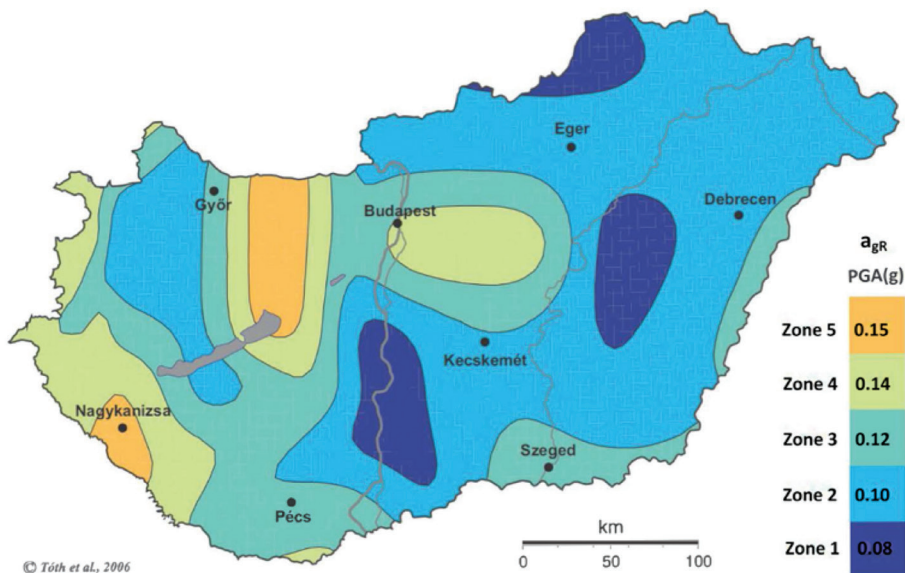 Eger
Győr
Budapest
Debrecen
Kecskemét
Nagykanizsa
Szeged
Pécs
a_gR
PGA(g)
Zone 5 0.15
Zone 4 0.14
Zone 3 0.12
Zone 2 0.10
Zone 1 0.08
km
0 50 100
© Tóth et al., 2006